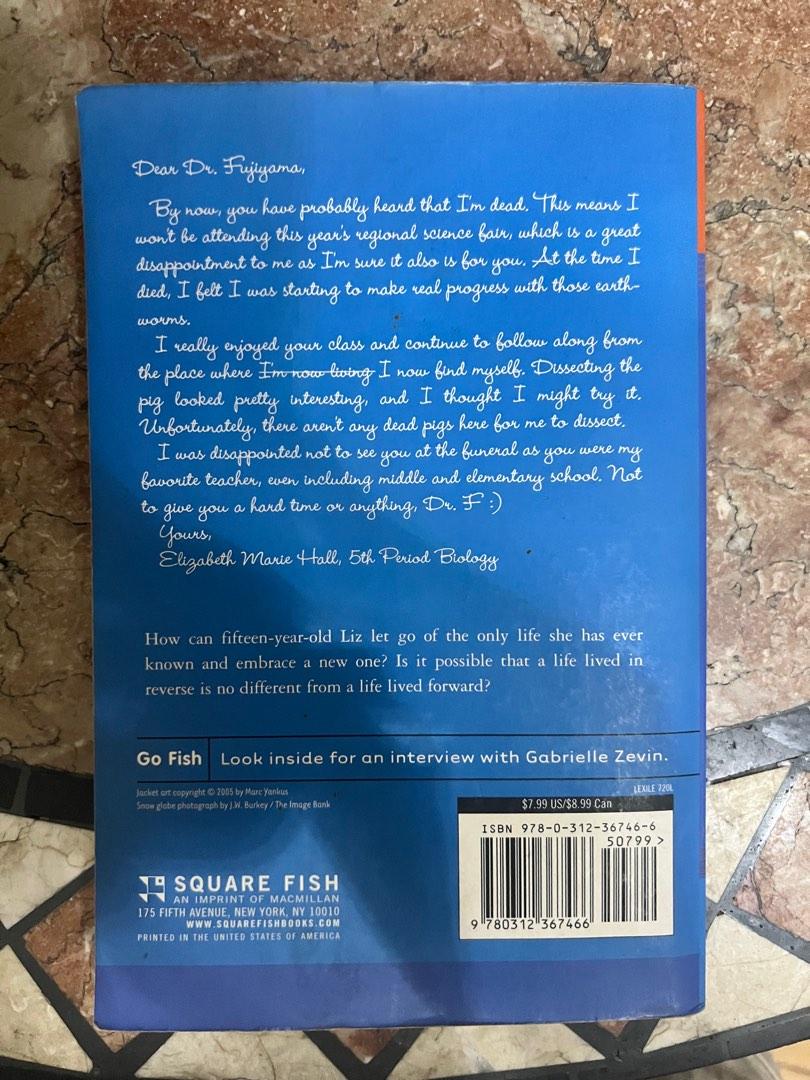 Dear Dr. Fujiyama,
By now, you have probably heard that I'm dead. This means I
won't be attending this year's regional science fair, which is a great
disappointment to me as I'm sure it also is for you. At the time I
died, I felt I was starting to make real progress with those earth-
worms.
I really enjoyed your class and continue to follow along from
the place where I'm now living I now find myself. Dissecting the
pig looked pretty interesting, and I thought I might try it.
Unfortunately, there aren't any dead pigs here for me to dissect.
I was disappointed not to see you at the funeral as you were my
favorite teacher, even including middle and elementary school. Not
to give you a hard time or anything, Dr. F :)
Yours,
Elizabeth Marie Hall, 5th Period Biology
How can fifteen-year-old Liz let go of the only life she has ever
known and embrace a new one? Is it possible that a life lived in
reverse is no different from a life lived forward?
Go Fish Look inside for an interview with Gabrielle Zevin.
Jacket art copyright © 2005 by Marc Yankus
Snow globe photograph by J.W. Burkey / The Image Bank
LEXILE 720L
$7.99 US/$8.99 Can
ISBN 978-0-312-36746-6
50799 >
9 780312 367466
SQUARE FISH
AN IMPRINT OF MACMILLAN
175 FIFTH AVENUE, NEW YORK, NY 10010
WWW.SQUAREFISHBOOKS.COM
PRINTED IN THE UNITED STATES OF AMERICA